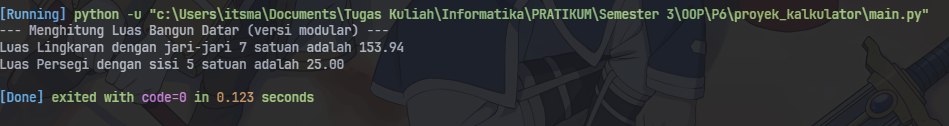 [Running] python -u "c:\Users\itsma\Documents\Tugas Kuliah\Informatika\PRATIKUM\Semester 3\OOP\P6\proyek_kalkulator\main.py"
--- Menghitung Luas Bangun Datar (versi modular) ---
Luas Lingkaran dengan jari-jari 7 satuan adalah 153.94
Luas Persegi dengan sisi 5 satuan adalah 25.00
[Done] exited with code=0 in 0.123 seconds